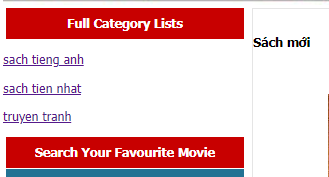 Full Category Lists
sach tieng anh
sach tien nhat
truyen tranh
Search Your Favourite Movie
Sách mới